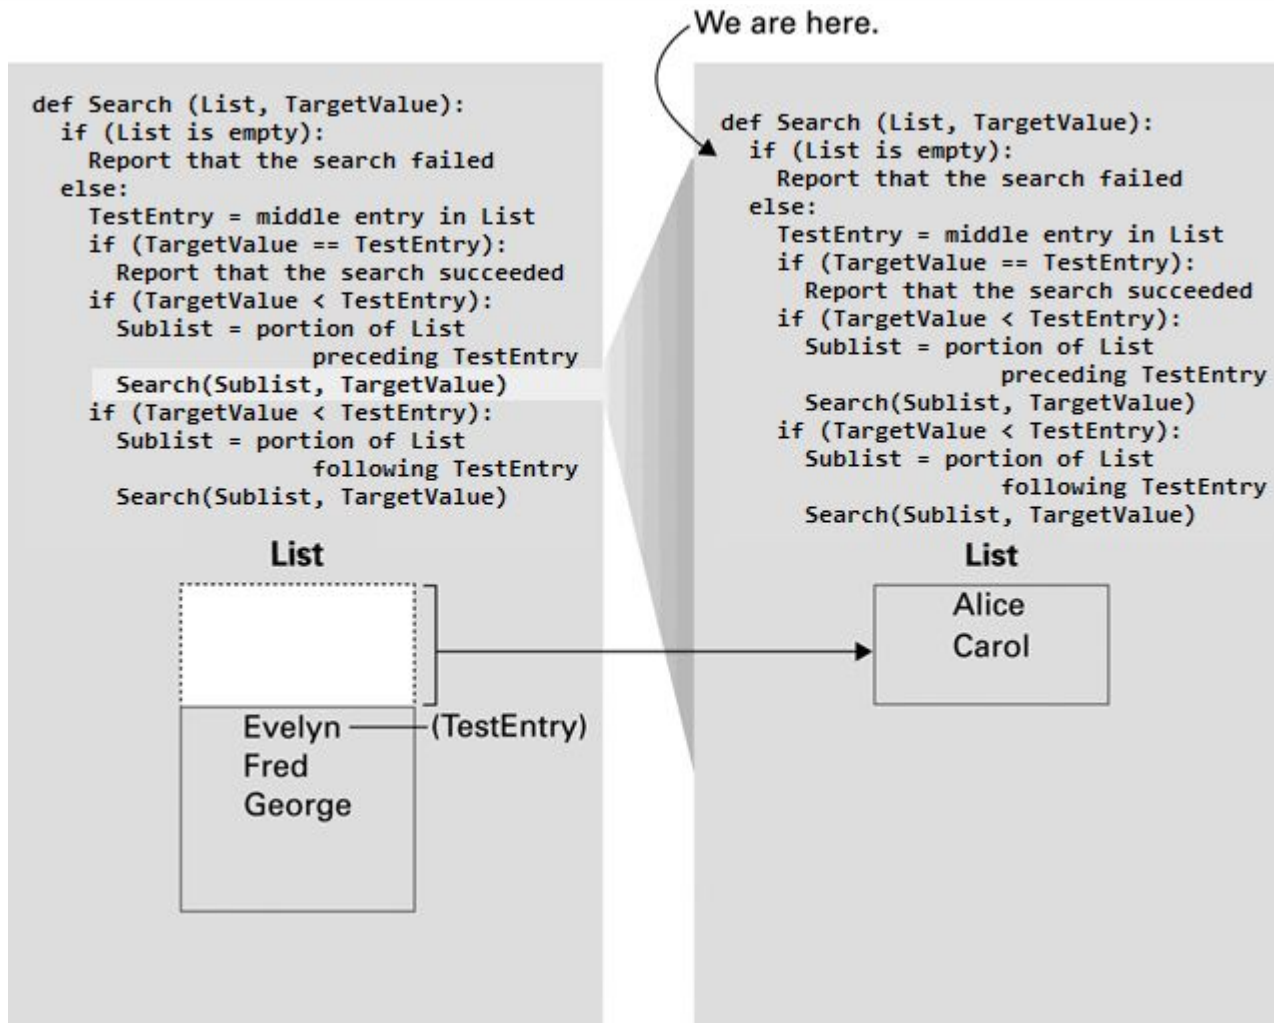 We are here.
def Search (List, TargetValue):
  if (List is empty):
    Report that the search failed
  else:
    TestEntry = middle entry in List
    if (TargetValue == TestEntry):
      Report that the search succeeded
    if (TargetValue < TestEntry):
      Sublist = portion of List
                    preceding TestEntry
      Search(Sublist, TargetValue)
    if (TargetValue < TestEntry):
      Sublist = portion of List
                    following TestEntry
      Search(Sublist, TargetValue)
List
Evelyn (TestEntry)
Fred
George
def Search (List, TargetValue):
  if (List is empty):
    Report that the search failed
  else:
    TestEntry = middle entry in List
    if (TargetValue == TestEntry):
      Report that the search succeeded
    if (TargetValue < TestEntry):
      Sublist = portion of List
                    preceding TestEntry
      Search(Sublist, TargetValue)
    if (TargetValue < TestEntry):
      Sublist = portion of List
                    following TestEntry
      Search(Sublist, TargetValue)
List
Alice
Carol